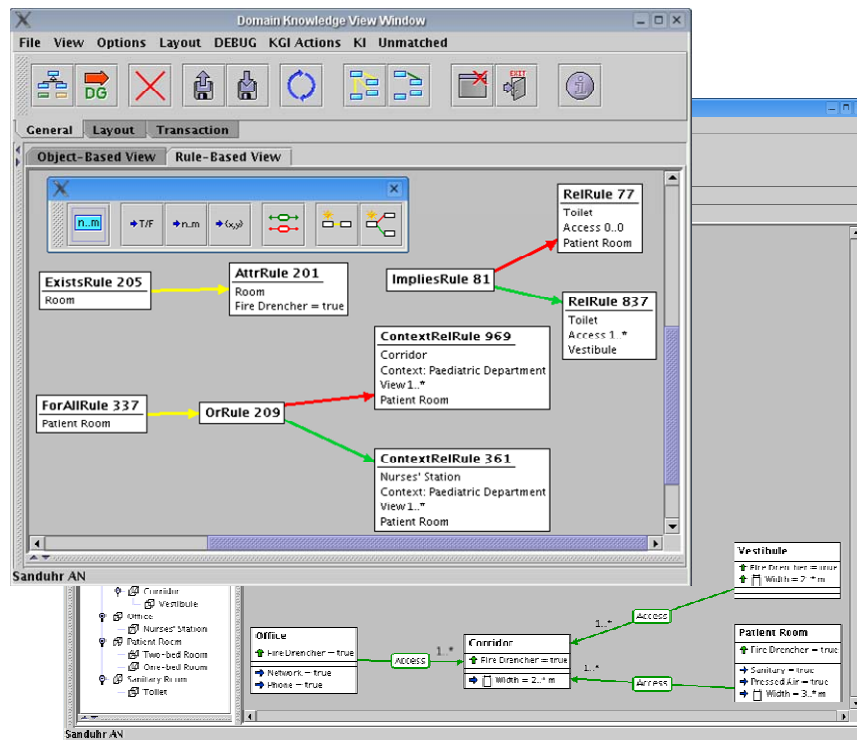 Domain Knowledge View Window
File View Options Layout DEBUG KGI Actions KI Unmatched
DG
EXIT
General Layout Transaction
Object-Based View Rule-Based View
n..m T/F n..m (x,y)
RelRule 77
Toilet
Access 0..0
Patient Room
ExistsRule 205
Room
AttrRule 201
Room
Fire Drencher = true
ImpliesRule 81
RelRule 837
Toilet
Access 1..*
Vestibule
ContextRelRule 969
Corridor
Context: Paediatric Department
View 1..*
Patient Room
ForAllRule 337
Patient Room
OrRule 209
ContextRelRule 361
Nurses' Station
Context: Paediatric Department
View 1..*
Patient Room
Sanduhr AN
Corridor
Vestibule
Office
Nurses' Station
Patient Room
Two-bed Room
One-bed Room
Sanitary Room
Toilet
Office
Fire Drencher = true
Network = true
Phone = true
Access
1..*
Corridor
Fire Drencher = true
Width = 2..* m
1..*
Access
Vestibule
Fire Drencher = true
Width = 2..* m
1..*
Access
Patient Room
Fire Drencher = true
Sanitary = true
Pressed Air = true
Width = 3..* m
Sanduhr AN